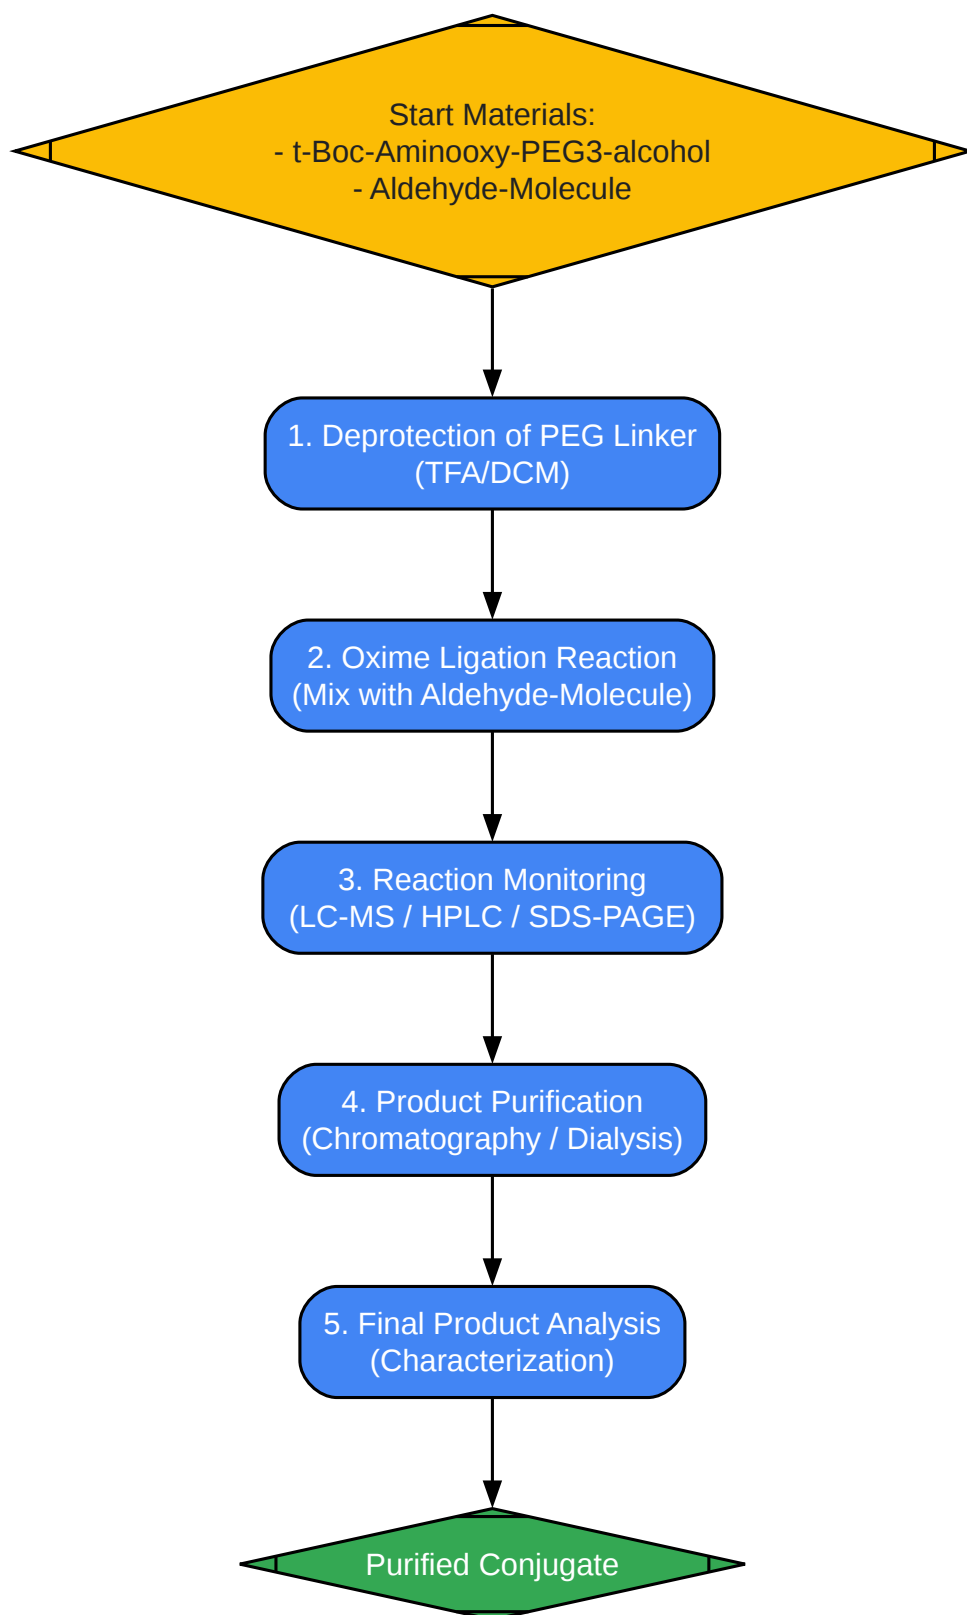 Start Materials:
- t-Boc-Aminooxy-PEG3-alcohol
- Aldehyde-Molecule
1. Deprotection of PEG Linker
(TFA/DCM)
2. Oxime Ligation Reaction
(Mix with Aldehyde-Molecule)
3. Reaction Monitoring
(LC-MS / HPLC / SDS-PAGE)
4. Product Purification
(Chromatography / Dialysis)
5. Final Product Analysis
(Characterization)
Purified Conjugate